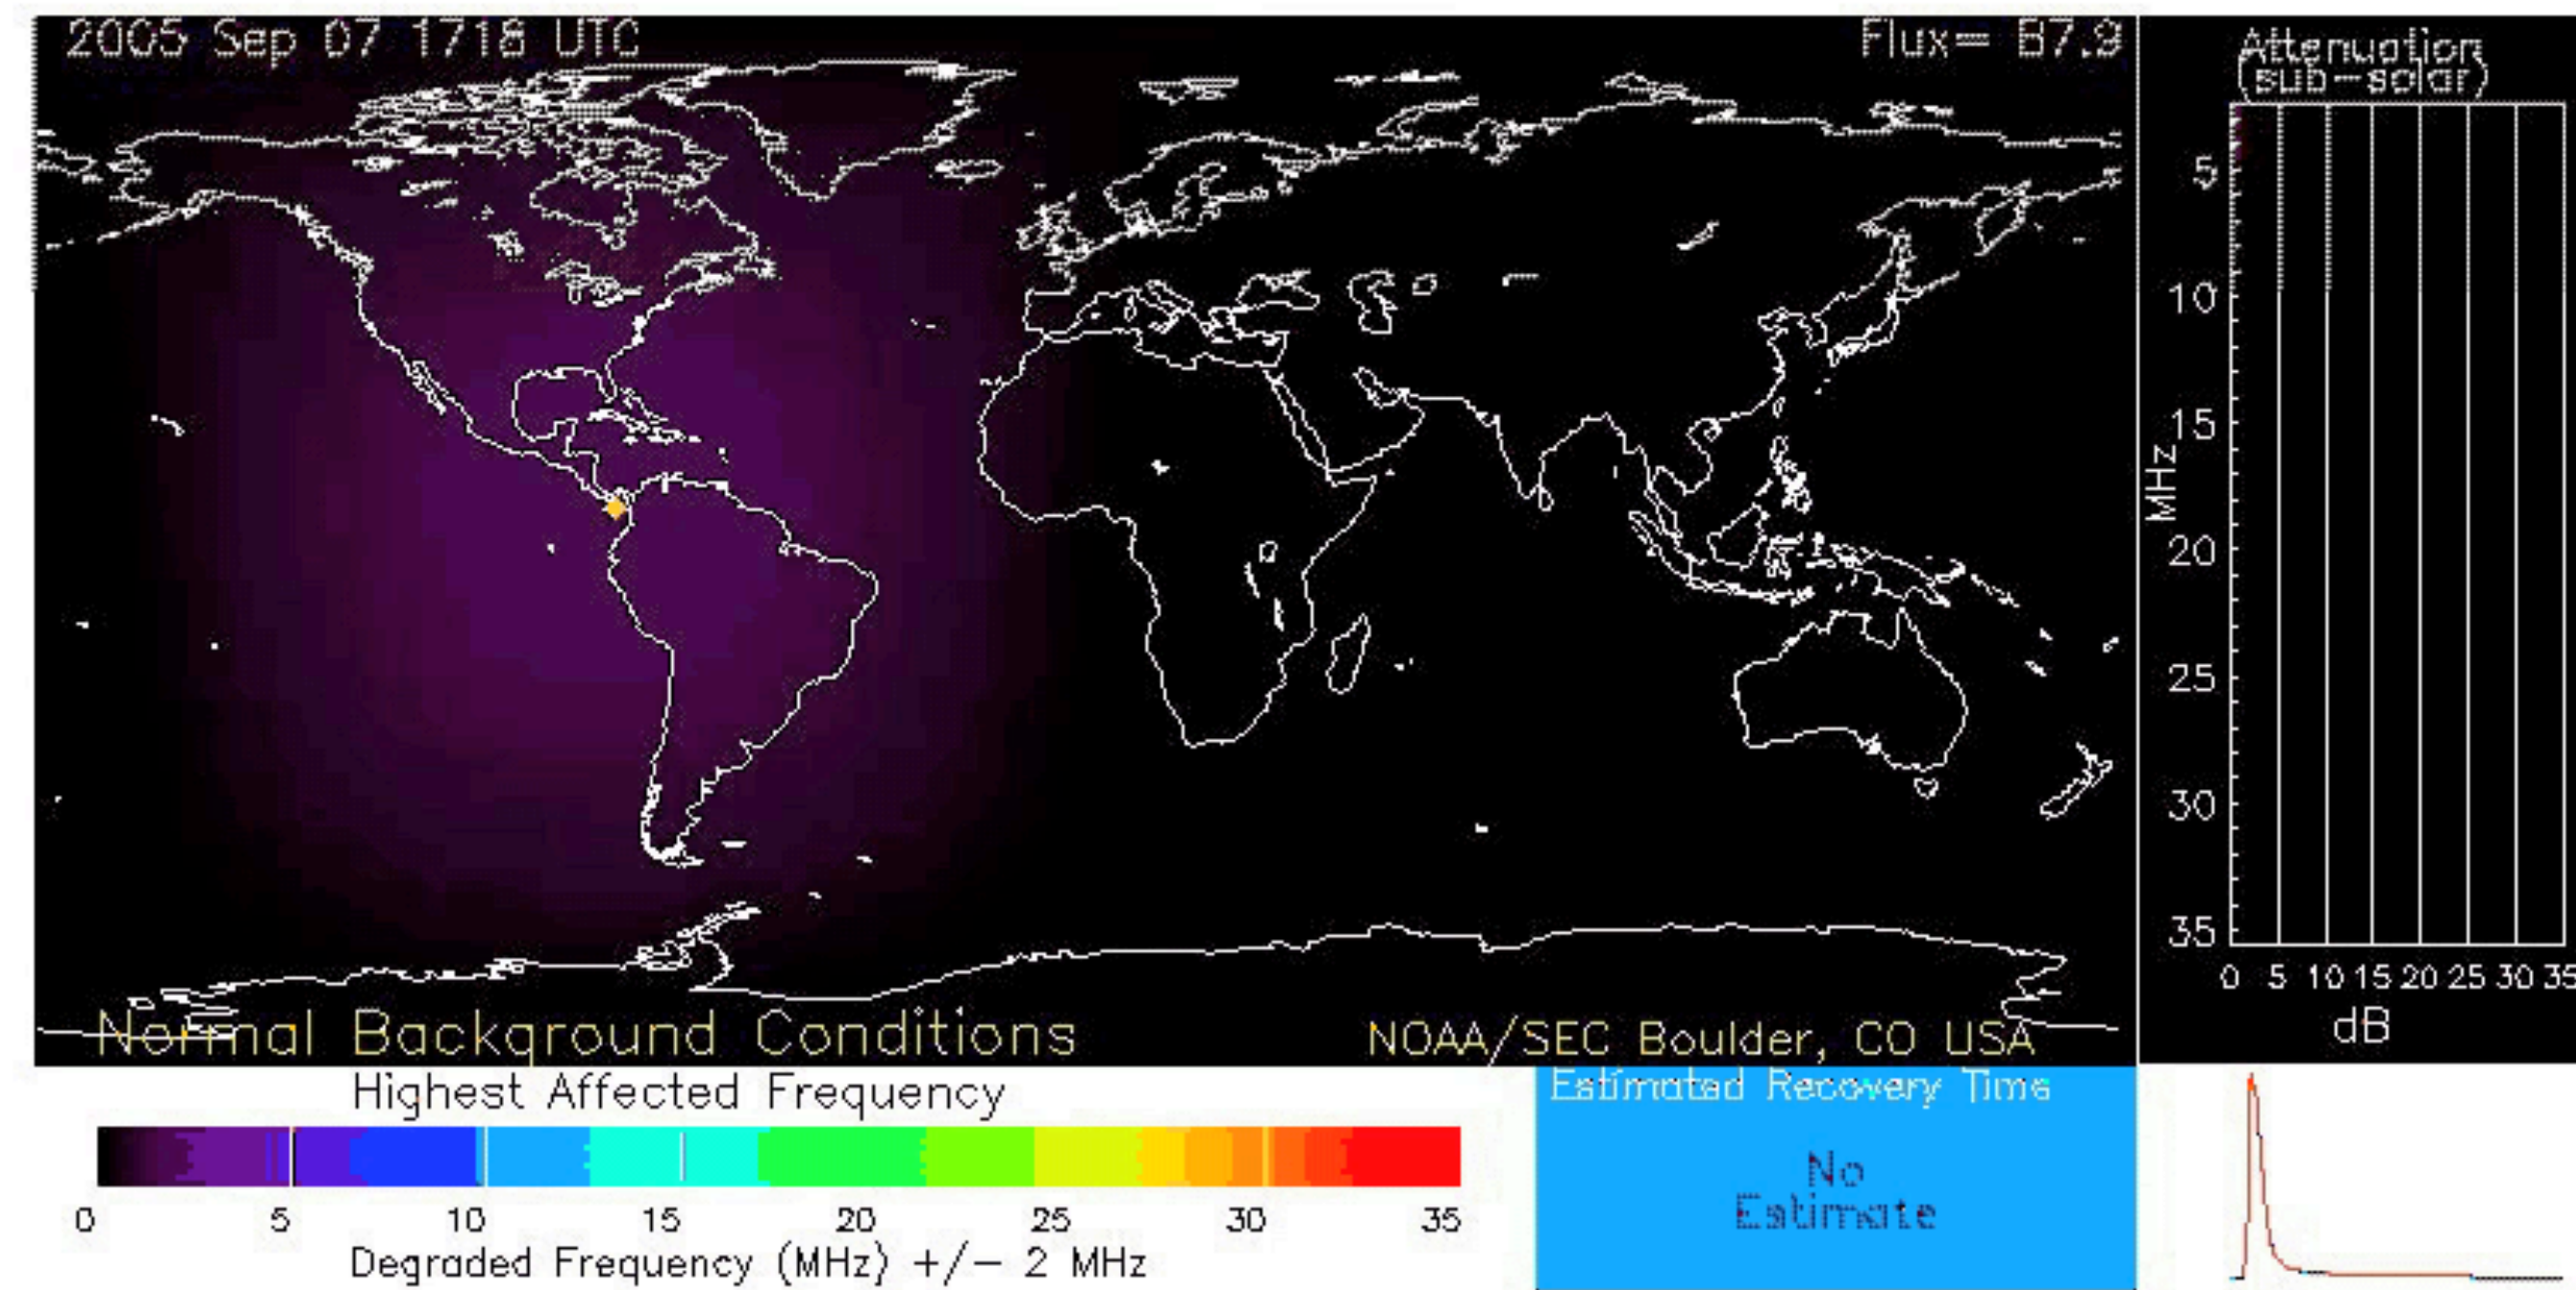 2005 Sep 07 1718 UTC
Flux= B7.9
Attenuation
(sub-solar)
5
10
15
20
25
30
35
MHz
0 5 10 15 20 25 30 35
dB
Normal Background Conditions
NOAA/SEC Boulder, CO USA
Highest Affected Frequency
0 5 10 15 20 25 30 35
Degraded Frequency (MHz) +/- 2 MHz
Estimated Recovery Time
No
Estimate